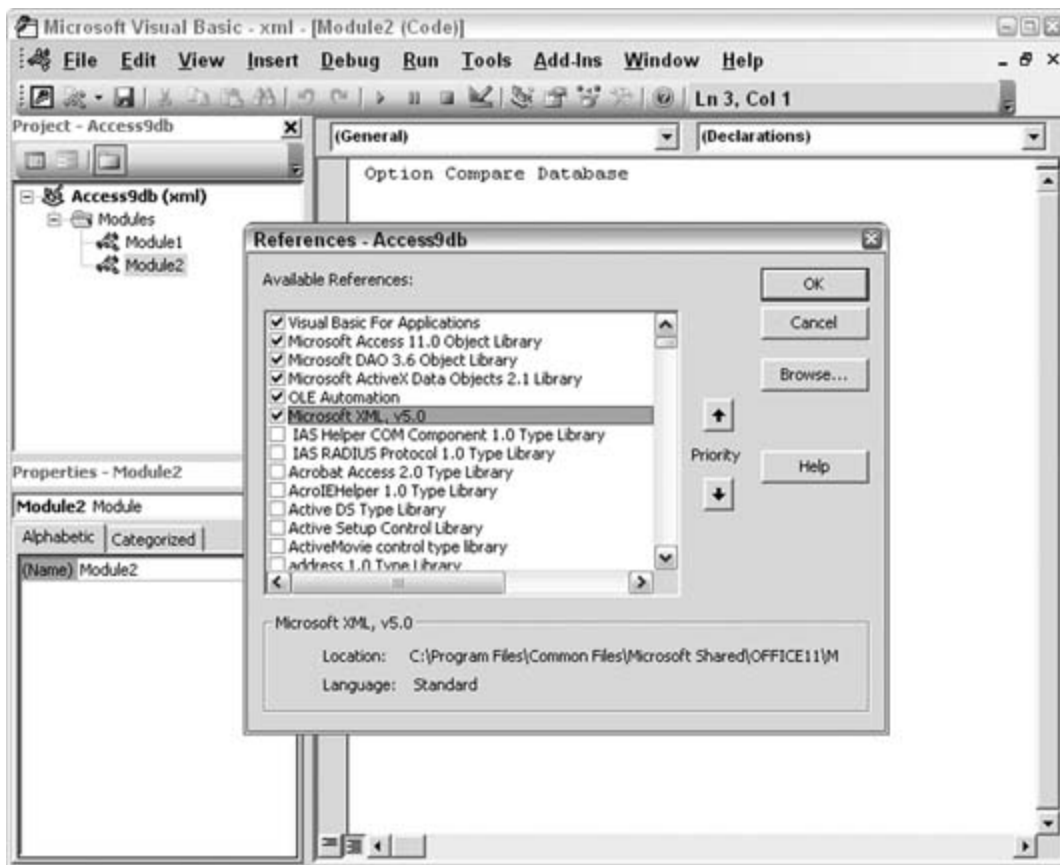 Microsoft Visual Basic - xml - [Module2 (Code)]
File Edit View Insert Debug Run Tools Add-Ins Window Help
Ln 3, Col 1
Project - Access9db
(General)
(Declarations)
Option Compare Database
Access9db (xml)
Modules
Module1
Module2
References - Access9db
Available References:
OK
Cancel
Browse...
Priority
Help
Visual Basic For Applications
Microsoft Access 11.0 Object Library
Microsoft DAO 3.6 Object Library
Microsoft ActiveX Data Objects 2.1 Library
OLE Automation
Microsoft XML, v5.0
IAS Helper COM Component 1.0 Type Library
IAS RADIUS Protocol 1.0 Type Library
Acrobat Access 2.0 Type Library
AcroIEHelper 1.0 Type Library
Active DS Type Library
Active Setup Control Library
ActiveMovie control type library
address 1.0 Type Library
Microsoft XML, v5.0
Location: C:\Program Files\Common Files\Microsoft Shared\OFFICE11\M
Language: Standard
Properties - Module2
Module2 Module
Alphabetic Categorized
(Name) Module2